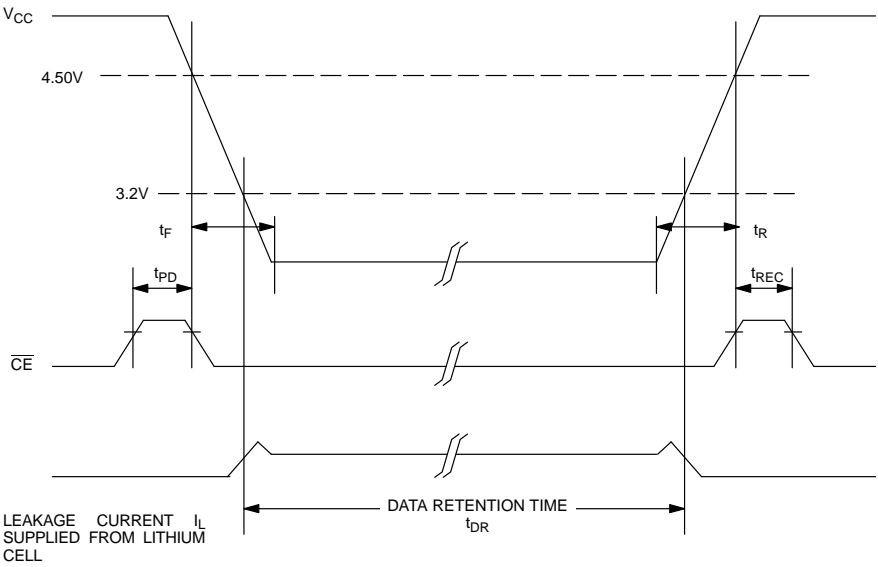 VCC
4.50V
3.2V
tF
tR
tPD
tREC
CE
DATA RETENTION TIME
tDR
LEAKAGE CURRENT IL
SUPPLIED FROM LITHIUM
CELL